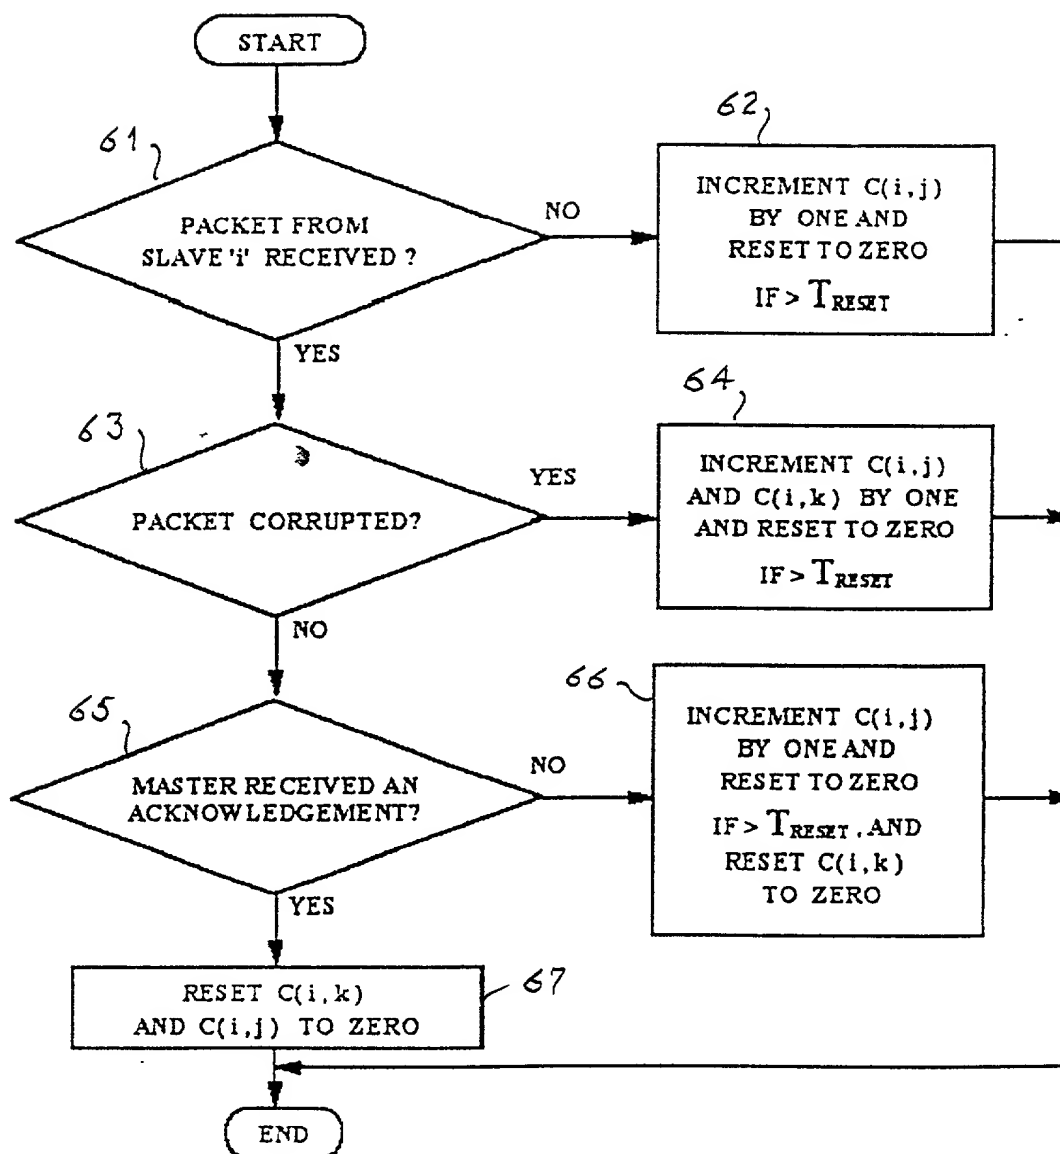 START
61
PACKET FROM
SLAVE 'i' RECEIVED ?
NO
62
INCREMENT C(i,j)
BY ONE AND
RESET TO ZERO
IF > TRESET
YES
63
PACKET CORRUPTED?
YES
64
INCREMENT C(i,j)
AND C(i,k) BY ONE
AND RESET TO ZERO
IF > TRESET
NO
65
MASTER RECEIVED AN
ACKNOWLEDGEMENT?
NO
66
INCREMENT C(i,j)
BY ONE AND
RESET TO ZERO
IF > TRESET, AND
RESET C(i,k)
TO ZERO
YES
RESET C(i,k)
AND C(i,j) TO ZERO
67
END